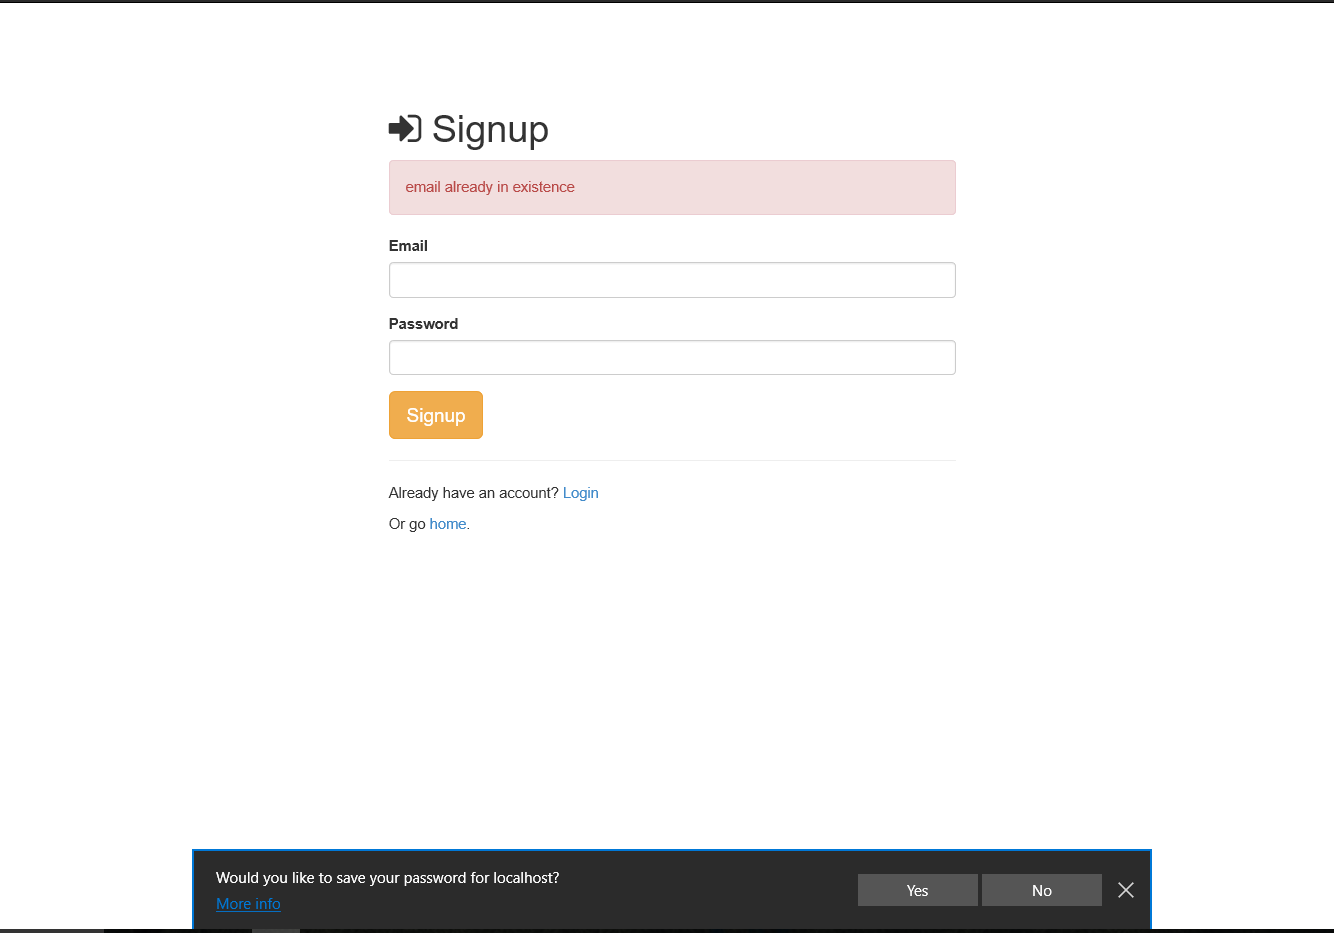 Signup
email already in existence
Email
Password
Signup
Already have an account? Login
Or go home.
Would you like to save your password for localhost?
More info
Yes
No